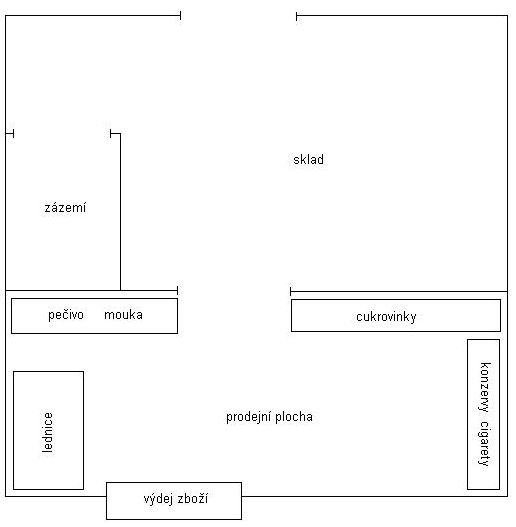 sklad
zázemí
pečivo mouka
cukrovinky
konzervy cigarety
lednice
prodejní plocha
výdej zboží